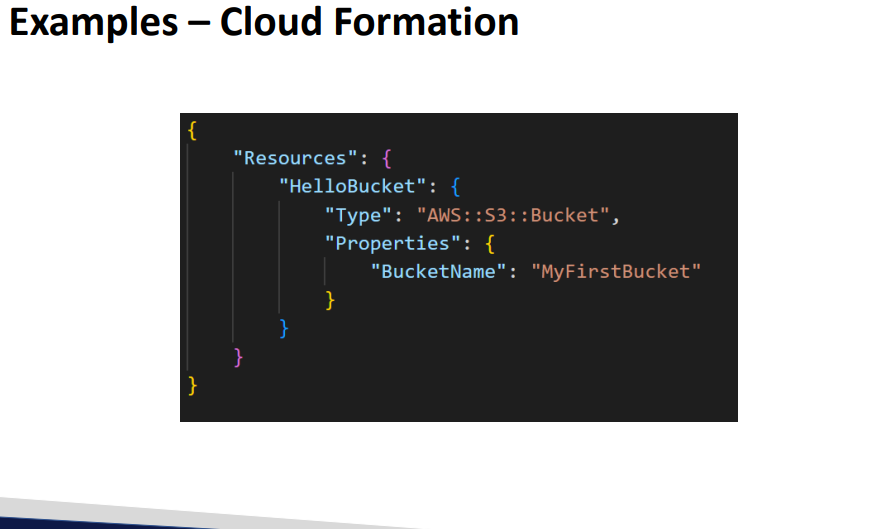 Examples – Cloud Formation
{
"Resources": {
"HelloBucket": {
"Type": "AWS::S3::Bucket",
"Properties": {
"BucketName": "MyFirstBucket"
}
}
}
}